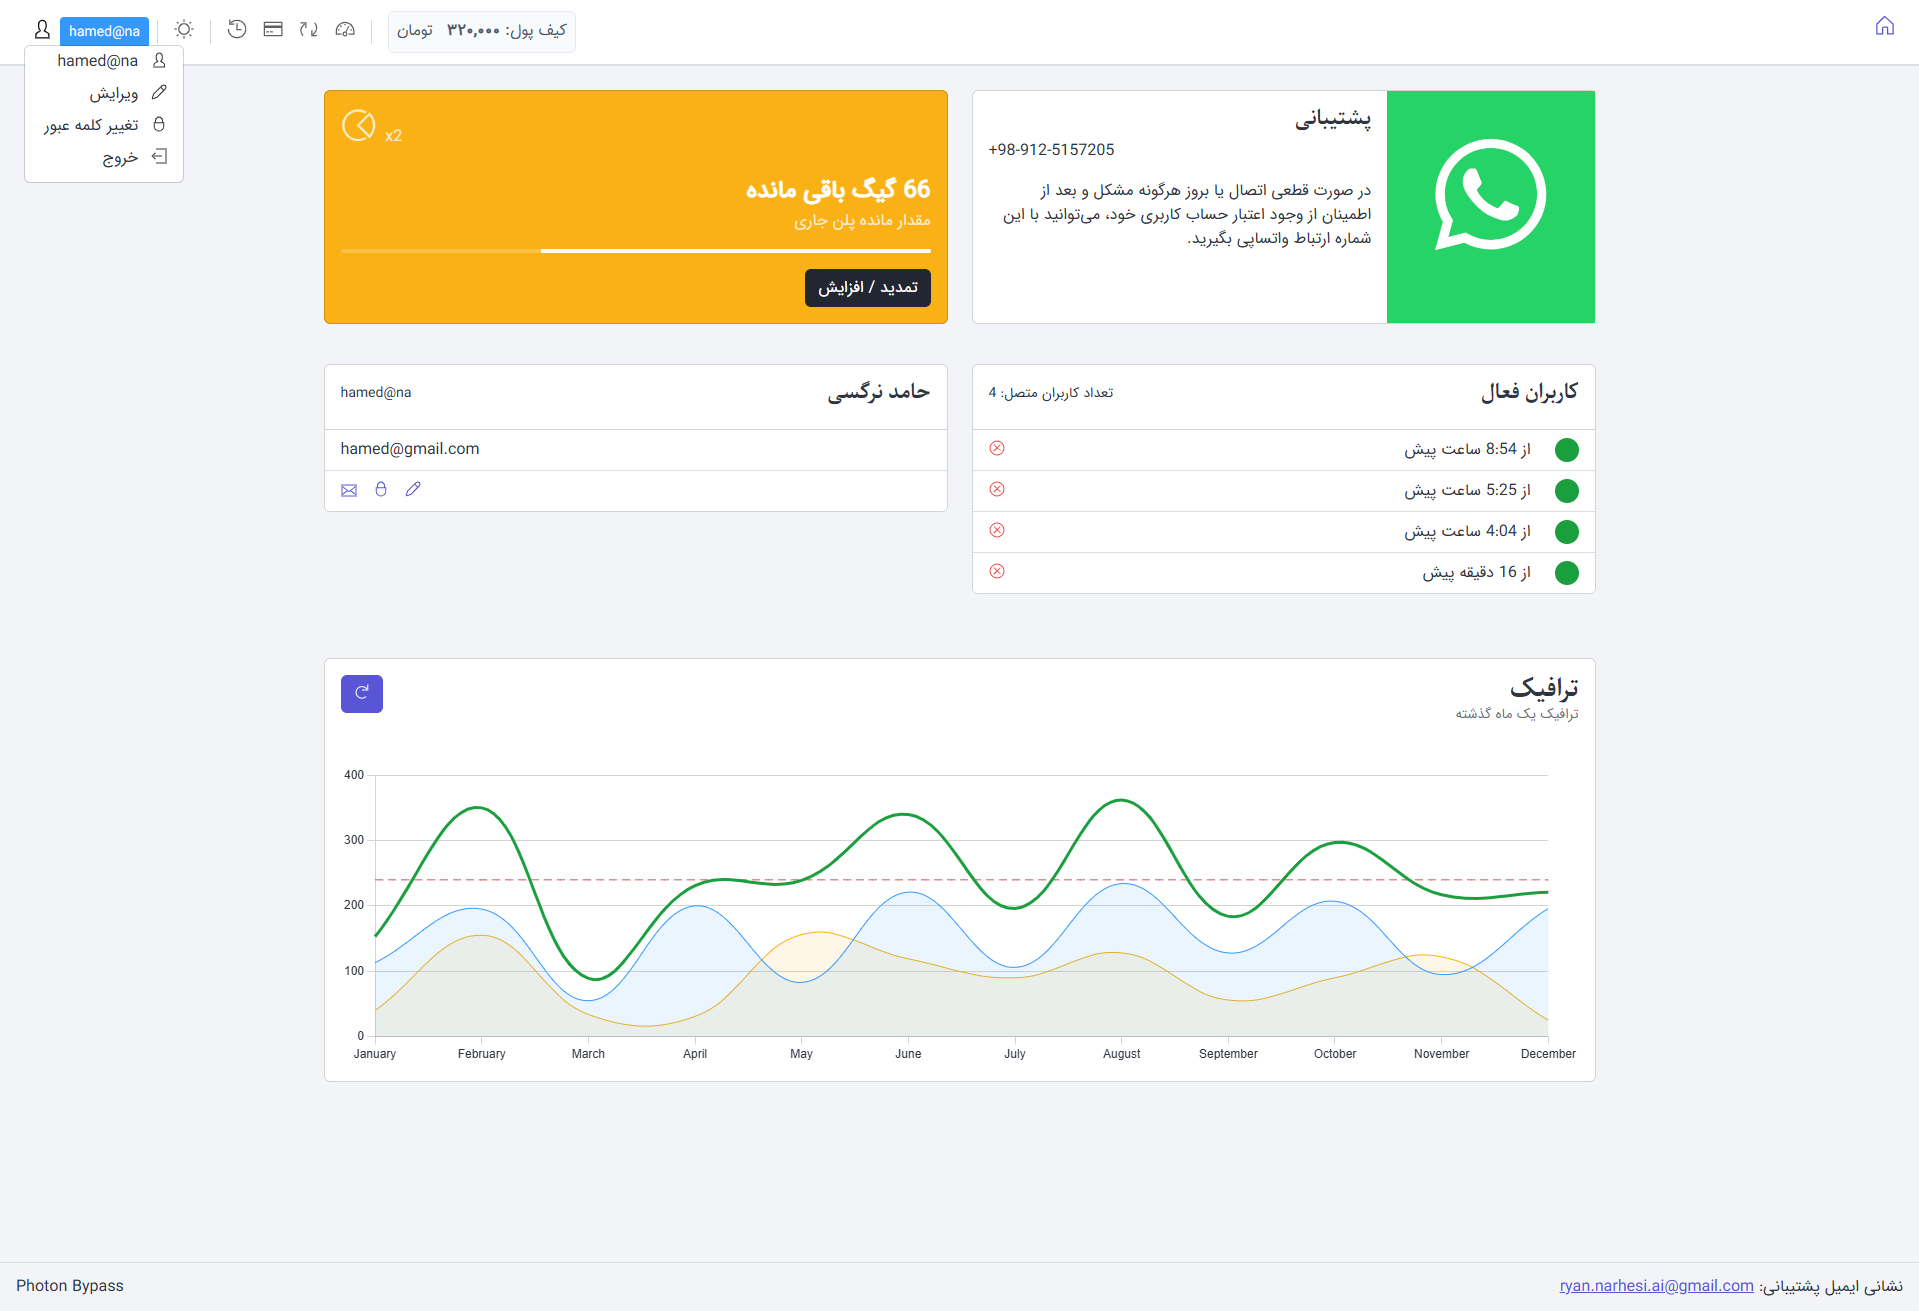 کیف پول: ۳۲۰,۰۰۰ تومان
hamed@na
hamed@na
ویرایش
تغییر کلمه عبور
خروج
پشتیبانی
+98-912-5157205
در صورت قطعی اتصال یا بروز هرگونه مشکل و بعد از
اطمینان از وجود اعتبار حساب کاربری خود، می‌توانید با این
شماره ارتباط واتساپی بگیرید.
x2
66 گیگ باقی مانده
مقدار مانده پلن جاری
تمدید / افزایش
کاربران فعال
تعداد کاربران متصل: 4
از 8:54 ساعت پیش
از 5:25 ساعت پیش
از 4:04 ساعت پیش
از 16 دقیقه پیش
حامد نرگسی
hamed@na
hamed@gmail.com
ترافیک
ترافیک یک ماه گذشته
400
300
200
100
0
January February March April May June July August September October November December
نشانی ایمیل پشتیبانی: ryan.narhesi.ai@gmail.com
Photon Bypass